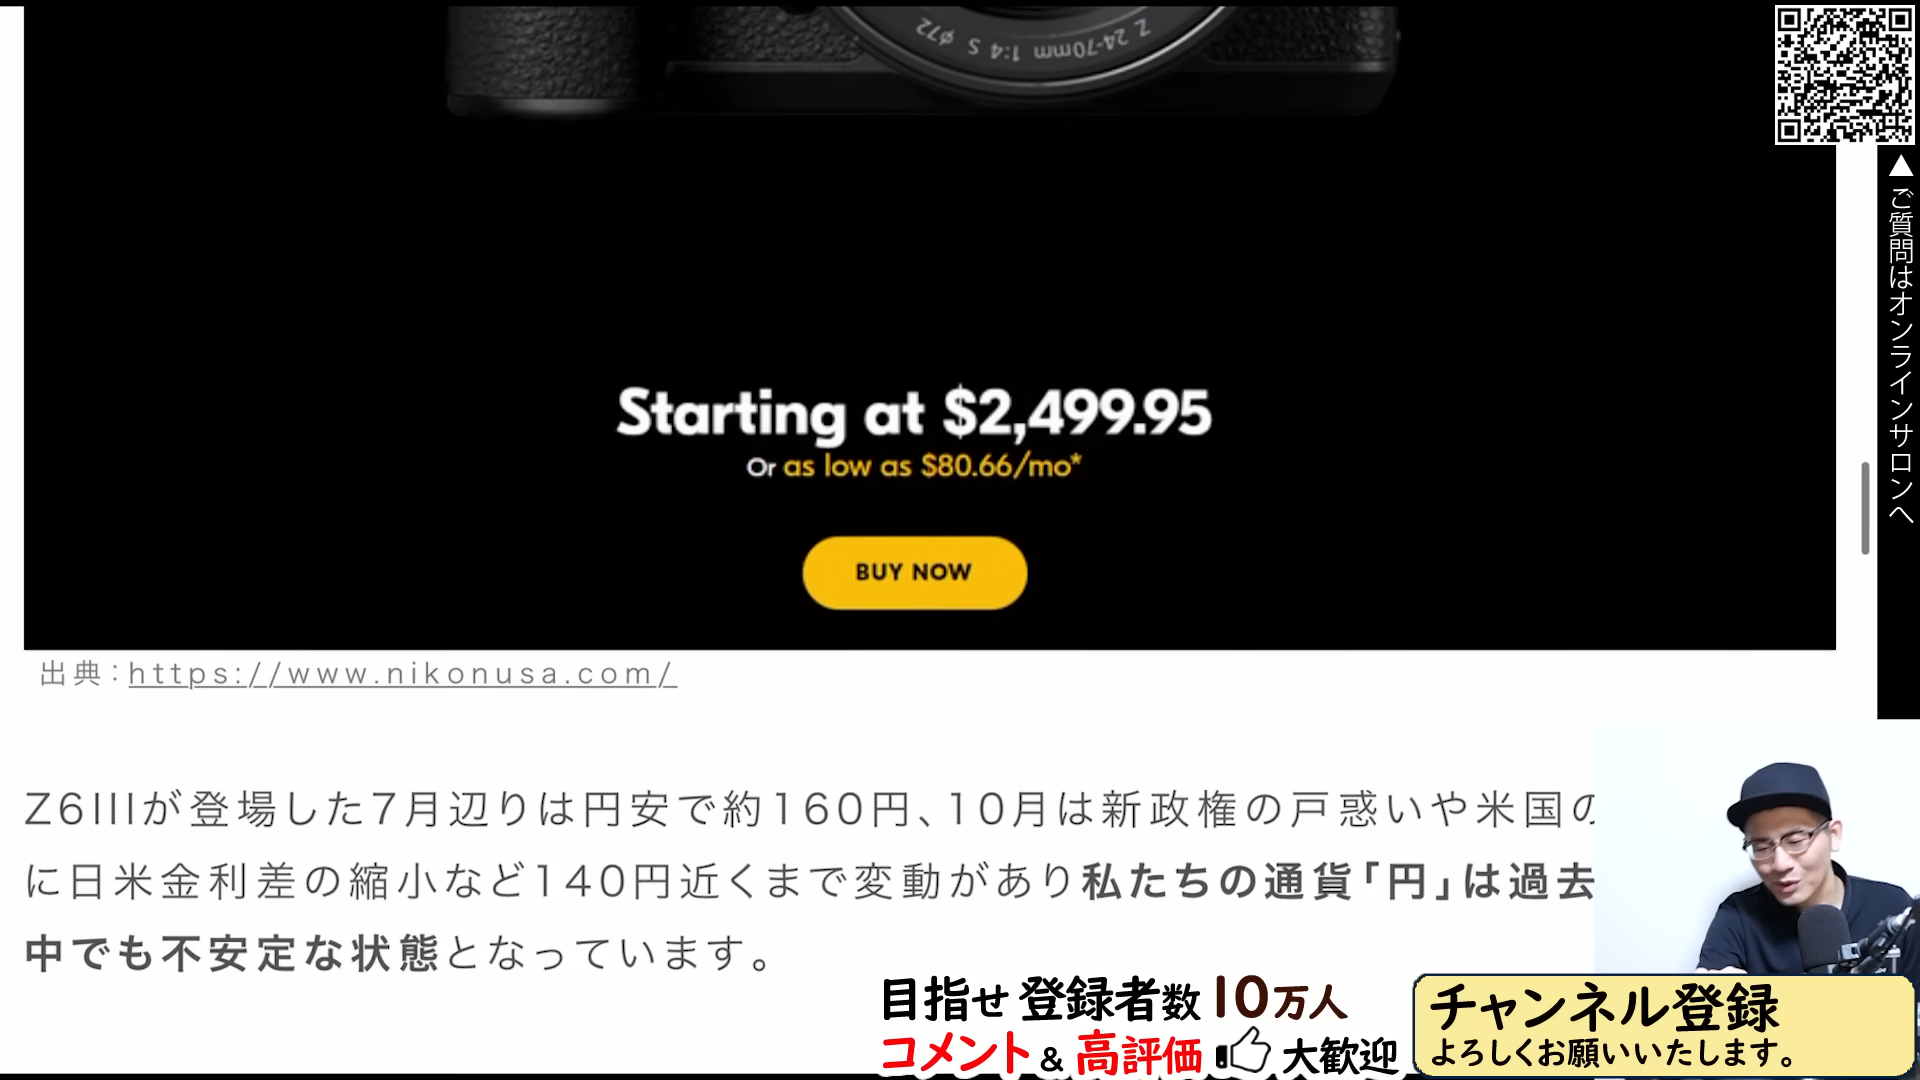 Z 24-70mm 1:4 S ø72
Starting at $2,499.95
Or as low as $80.66/mo*
BUY NOW
出典：https://www.nikonusa.com/
Z6IIIが登場した7月辺りは円安で約160円、10月は新政権の戸惑いや米国の
に日米金利差の縮小など140円近くまで変動があり私たちの通貨「円」は過去
中でも不安定な状態となっています。
▲ご質問はオンラインサロンへ
目指せ 登録者数 10万人
コメント & 高評価 大歓迎
チャンネル登録
よろしくお願いいたします。